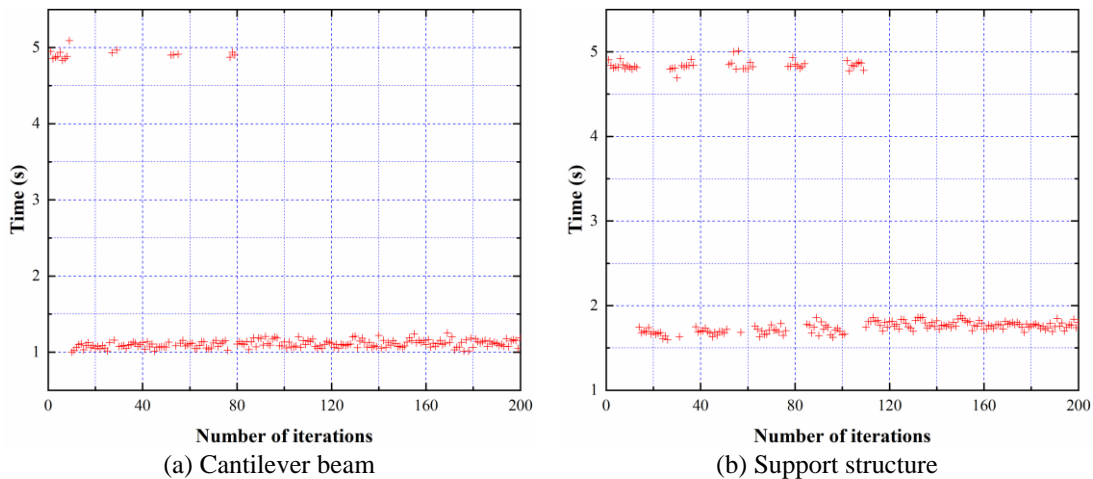 5
4
3
2
1
0 40 80 120 160 200
Time (s)
Number of iterations
(a) Cantilever beam
5
4
3
2
1
0 40 80 120 160 200
Time (s)
Number of iterations
(b) Support structure